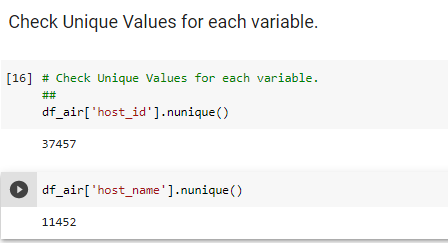 Check Unique Values for each variable.
[16] # Check Unique Values for each variable.
##
df_air['host_id'].nunique()
37457
df_air['host_name'].nunique()
11452